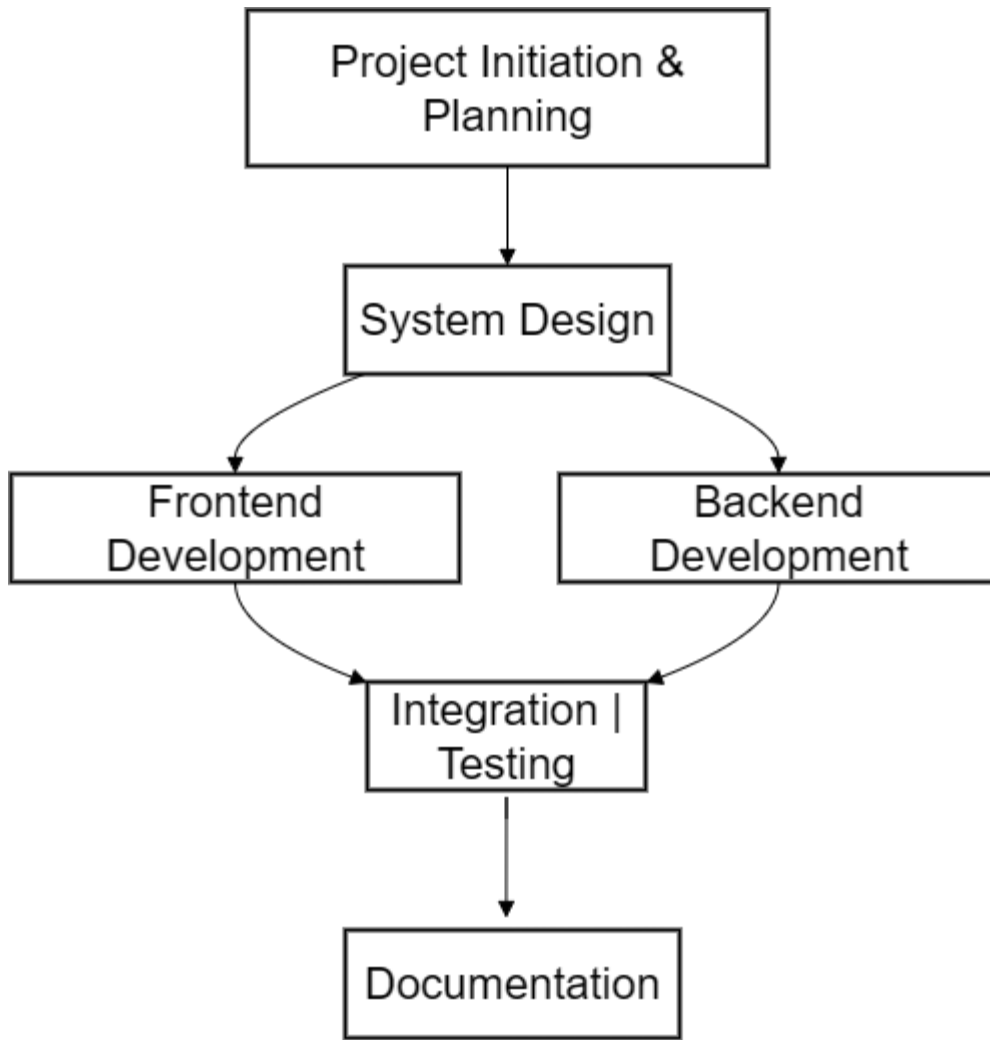 Project Initiation &
Planning
System Design
Frontend
Development
Backend
Development
Integration |
Testing
Documentation